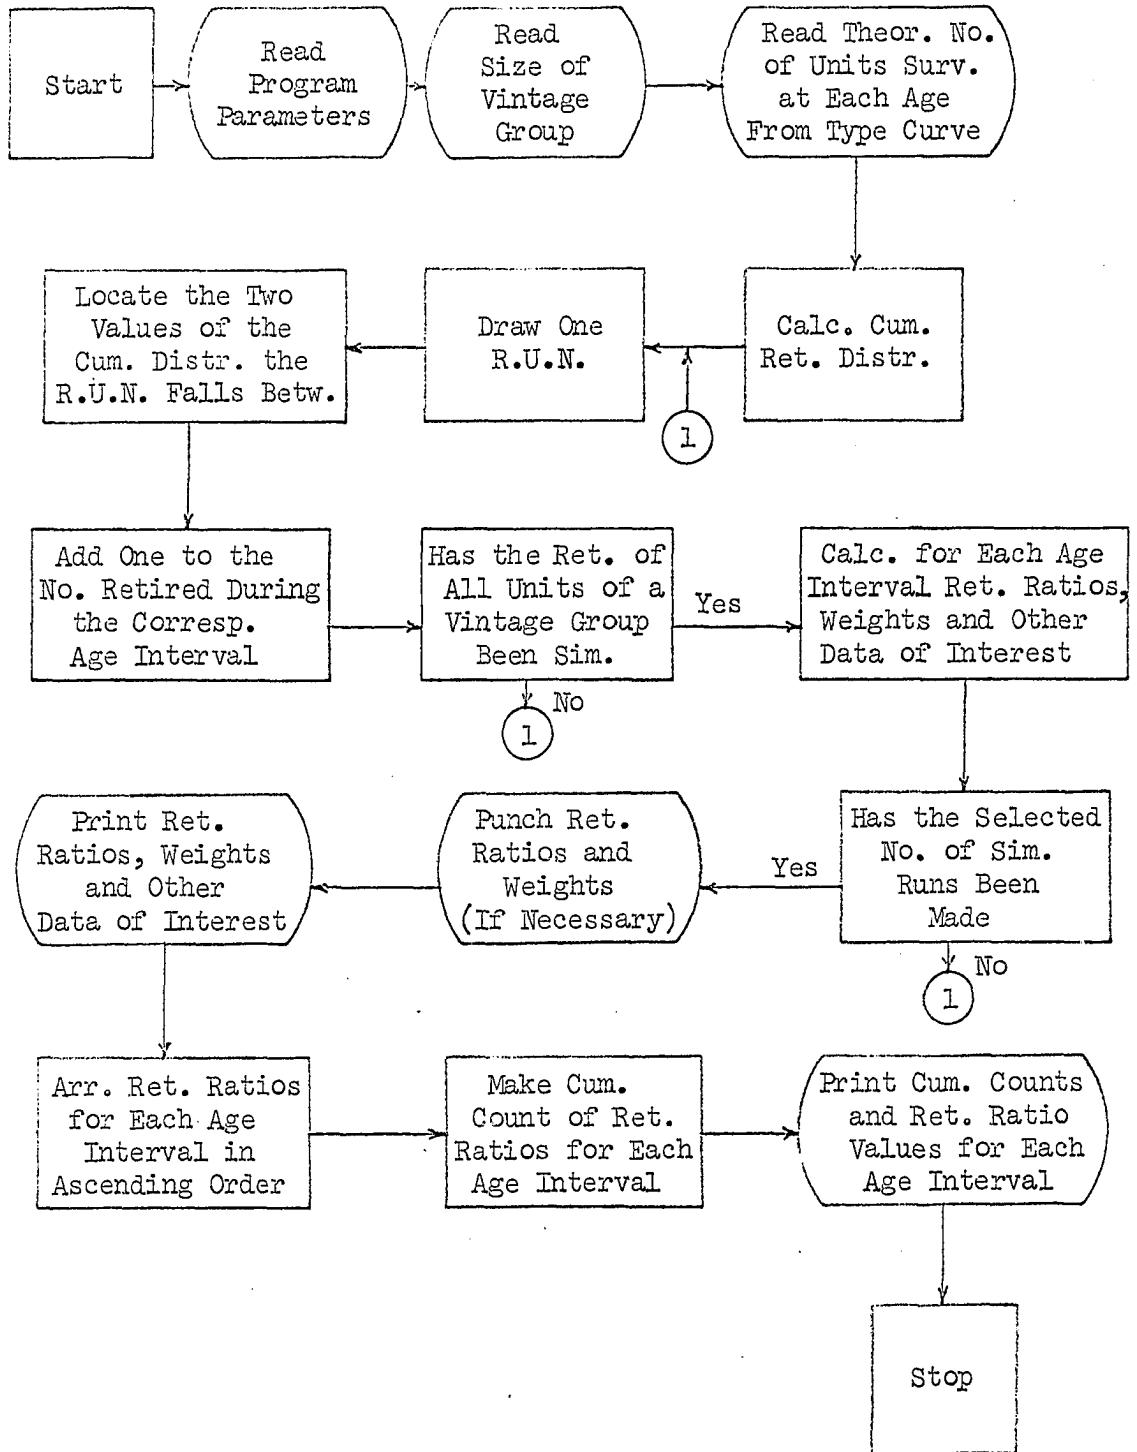 Start
Read
Program
Parameters
Read
Size of
Vintage
Group
Read Theor. No.
of Units Surv.
at Each Age
From Type Curve
Calc. Cum.
Ret. Distr.
1
Draw One
R.U.N.
Locate the Two
Values of the
Cum. Distr. the
R.U.N. Falls Betw.
Add One to the
No. Retired During
the Corresp.
Age Interval
Has the Ret. of
All Units of a
Vintage Group
Been Sim.
Yes
No
1
Calc. for Each Age
Interval Ret. Ratios,
Weights and Other
Data of Interest
Has the Selected
No. of Sim.
Runs Been
Made
Yes
No
1
Punch Ret.
Ratios and
Weights
(If Necessary)
Print Ret.
Ratios, Weights
and Other
Data of Interest
Arr. Ret. Ratios
for Each Age
Interval in
Ascending Order
Make Cum.
Count of Ret.
Ratios for Each
Age Interval
Print Cum. Counts
and Ret. Ratio
Values for Each
Age Interval
Stop